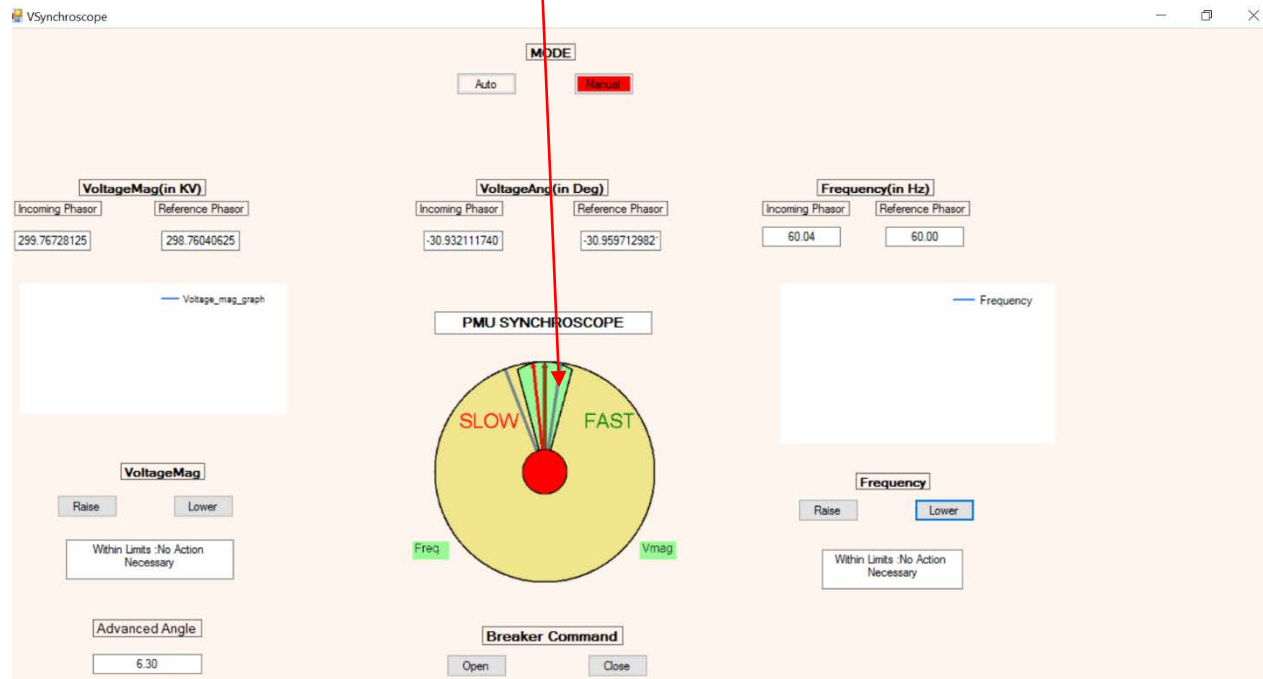 VSynchroscope
MODE
Auto
Manual
VoltageMag(in KV)
VoltageAng(in Deg)
Frequency(in Hz)
Incoming Phasor
Reference Phasor
Incoming Phasor
Reference Phasor
Incoming Phasor
Reference Phasor
299.76728125
298.76040625
-30.932111740
-30.959712982
60.04
60.00
Voltage_mag_graph
Frequency
PMU SYNCHROSCOPE
SLOW
FAST
VoltageMag
Frequency
Raise
Lower
Raise
Lower
Within Limits :No Action
Necessary
Freq
Vmag
Within Limits :No Action
Necessary
Advanced Angle
Breaker Command
6.30
Open
Close